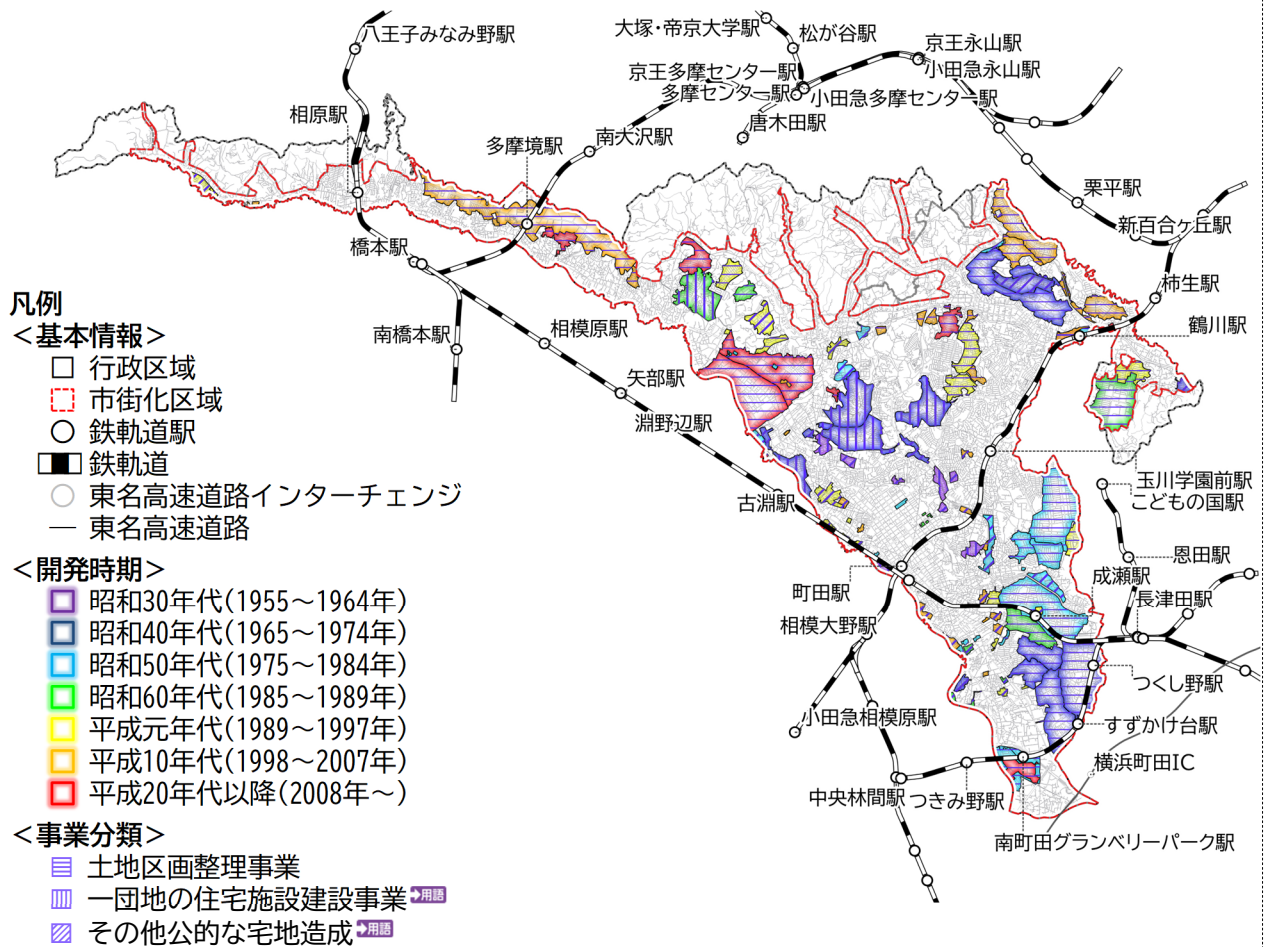 八王子みなみ野駅
大塚・帝京大学駅
松が谷駅
京王永山駅
小田急永山駅
京王多摩センター駅
多摩センター駅
小田急多摩センター駅
唐木田駅
相原駅
多摩境駅
南大沢駅
栗平駅
新百合ヶ丘駅
橋本駅
柿生駅
鶴川駅
南橋本駅
相模原駅
矢部駅
淵野辺駅
古淵駅
玉川学園前駅
こどもの国駅
恩田駅
成瀬駅
長津田駅
町田駅
相模大野駅
つくし野駅
小田急相模原駅
すずかけ台駅
横浜町田IC
中央林間駅
つきみ野駅
南町田グランベリーパーク駅
凡例
<基本情報>
行政区域
市街化区域
鉄軌道駅
鉄軌道
東名高速道路インターチェンジ
東名高速道路
<開発時期>
昭和30年代(1955～1964年)
昭和40年代(1965～1974年)
昭和50年代(1975～1984年)
昭和60年代(1985～1989年)
平成元年代(1989～1997年)
平成10年代(1998～2007年)
平成20年代以降(2008年～)
<事業分類>
土地区画整理事業
一団地の住宅施設建設事業 ➔用語
その他公的な宅地造成 ➔用語